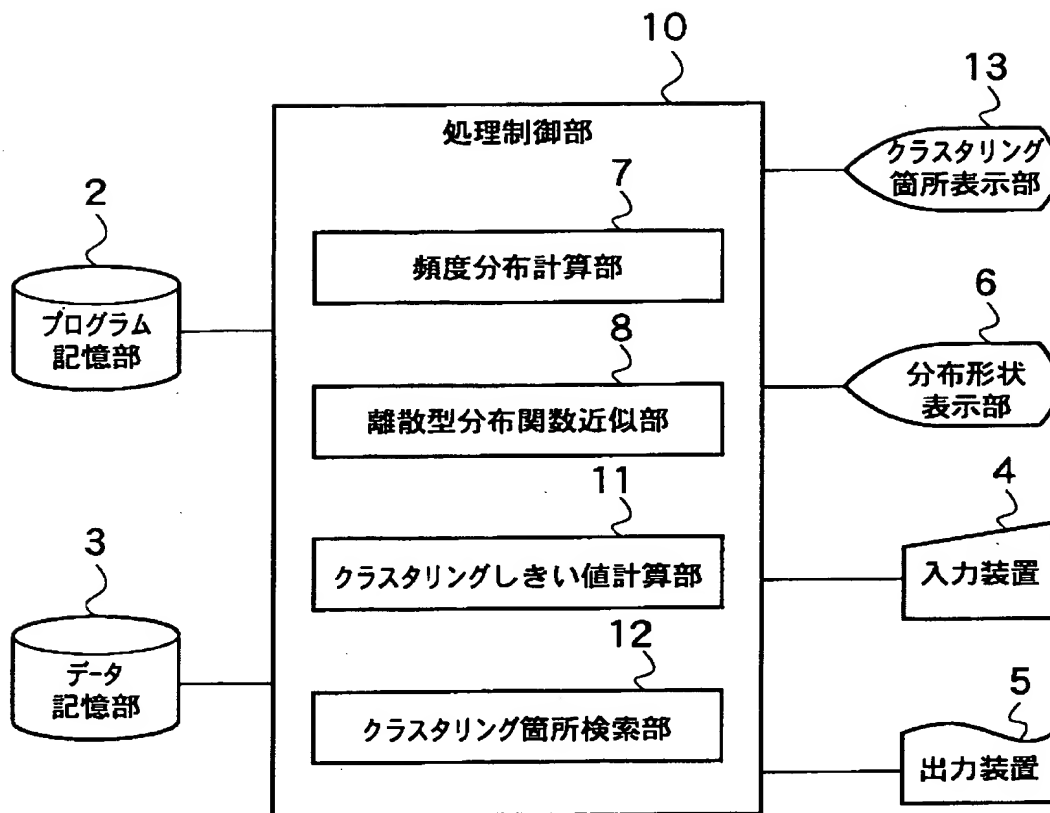 10
処理制御部
7
頻度分布計算部
8
離散型分布関数近似部
11
クラスタリングしきい値計算部
12
クラスタリング箇所検索部
2
プログラム
記憶部
3
データ
記憶部
13
クラスタリング
箇所表示部
6
分布形状
表示部
4
入力装置
5
出力装置